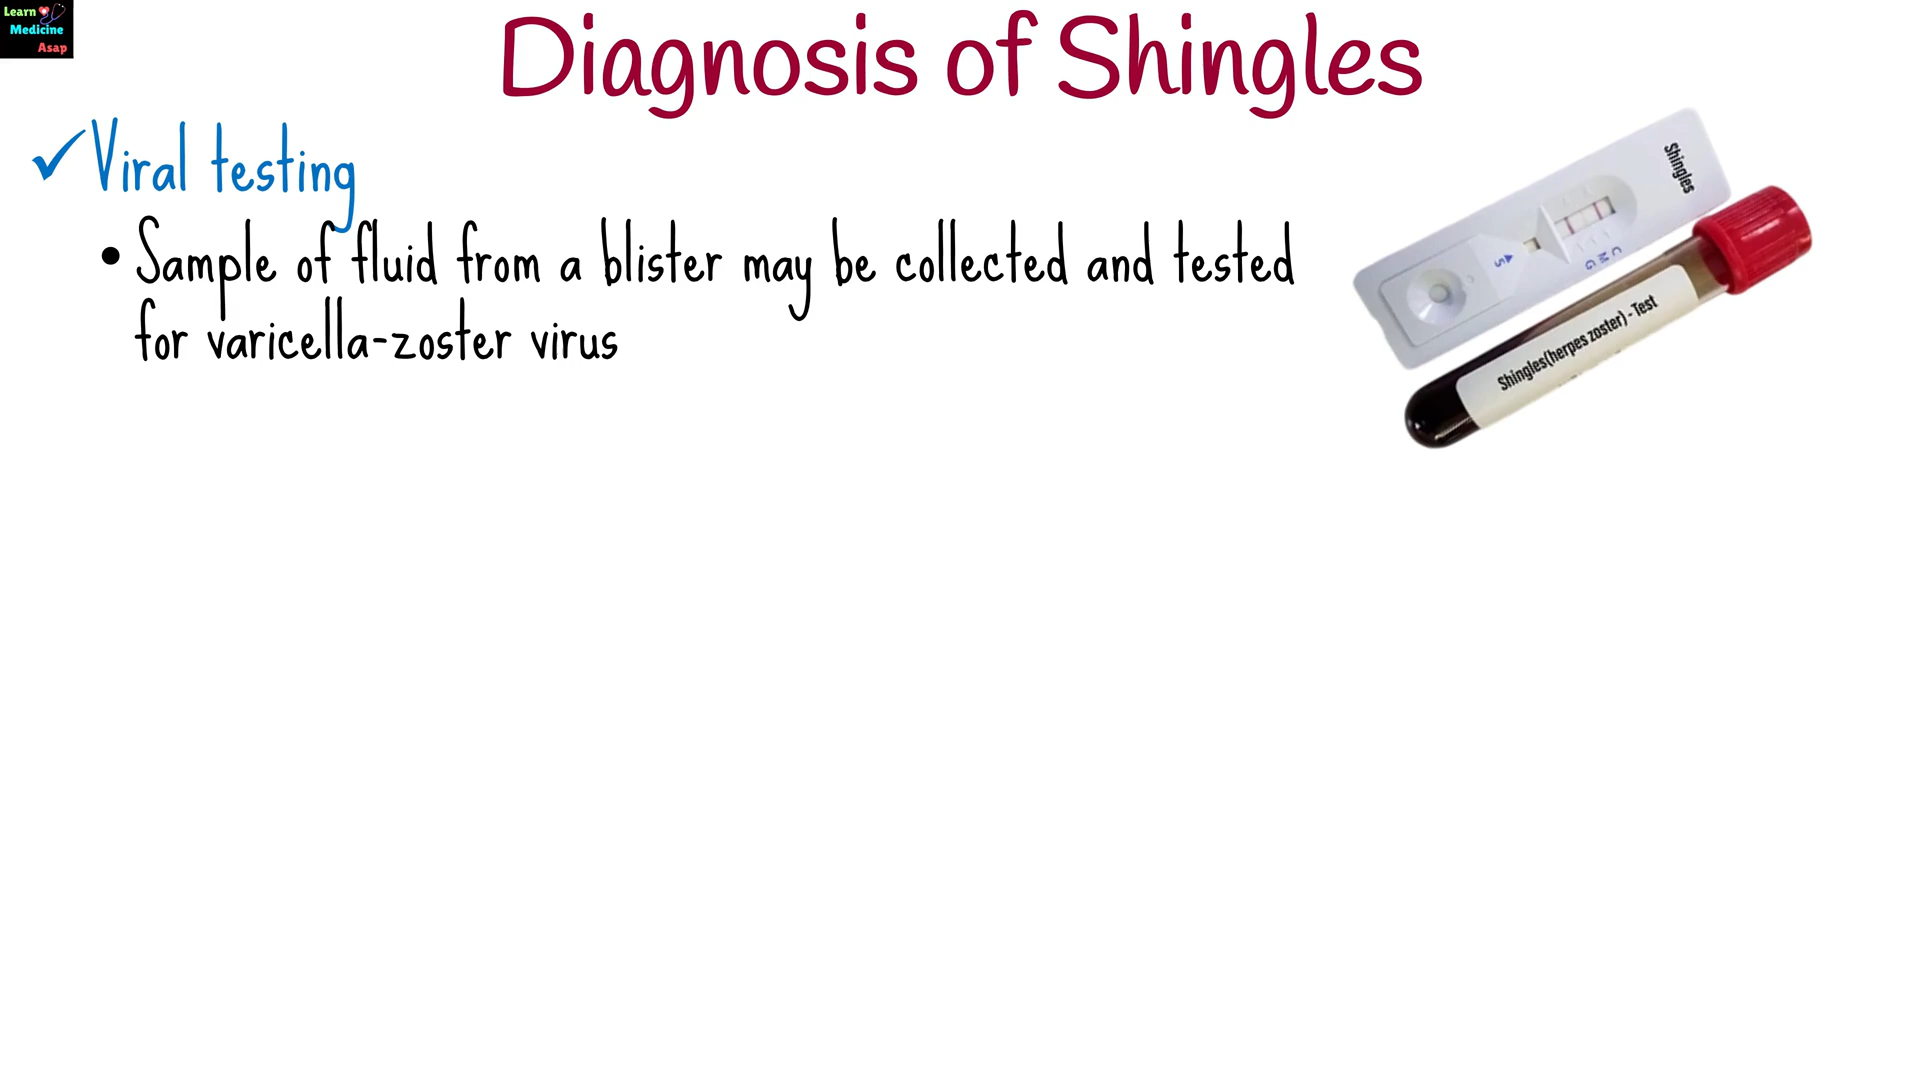 Learn
Medicine
Asap
Diagnosis of Shingles
✓Viral testing
• Sample of fluid from a blister may be collected and tested
for varicella-zoster virus
Shingles
C M G
S
Shingles(herpes zoster) - Test